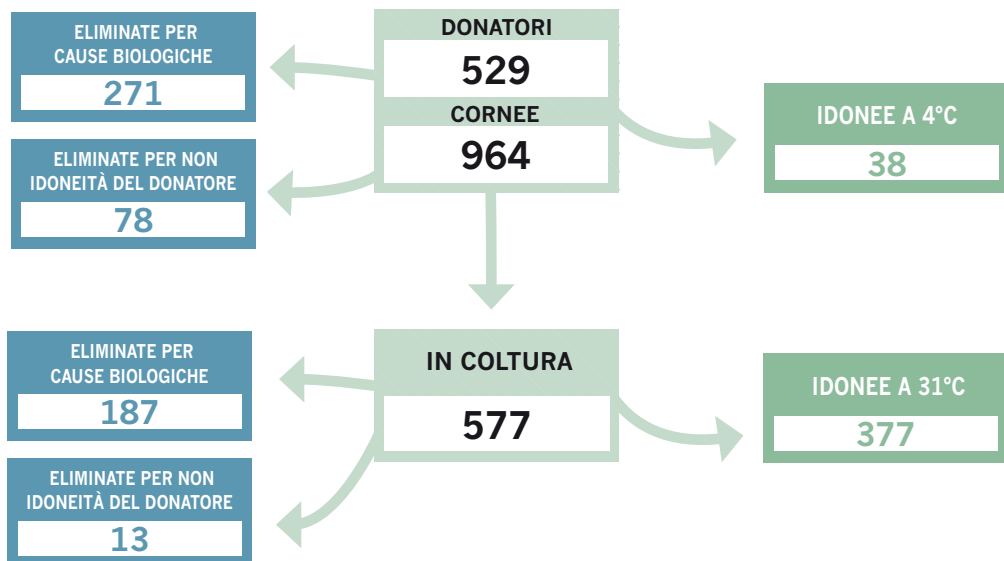 ELIMINATE PER
CAUSE BIOLOGICHE
271
ELIMINATE PER NON
IDONEITÀ DEL DONATORE
78
DONATORI
529
CORNEE
964
IDONEE A 4°C
38
ELIMINATE PER
CAUSE BIOLOGICHE
187
ELIMINATE PER NON
IDONEITÀ DEL DONATORE
13
IN COLTURA
577
IDONEE A 31°C
377